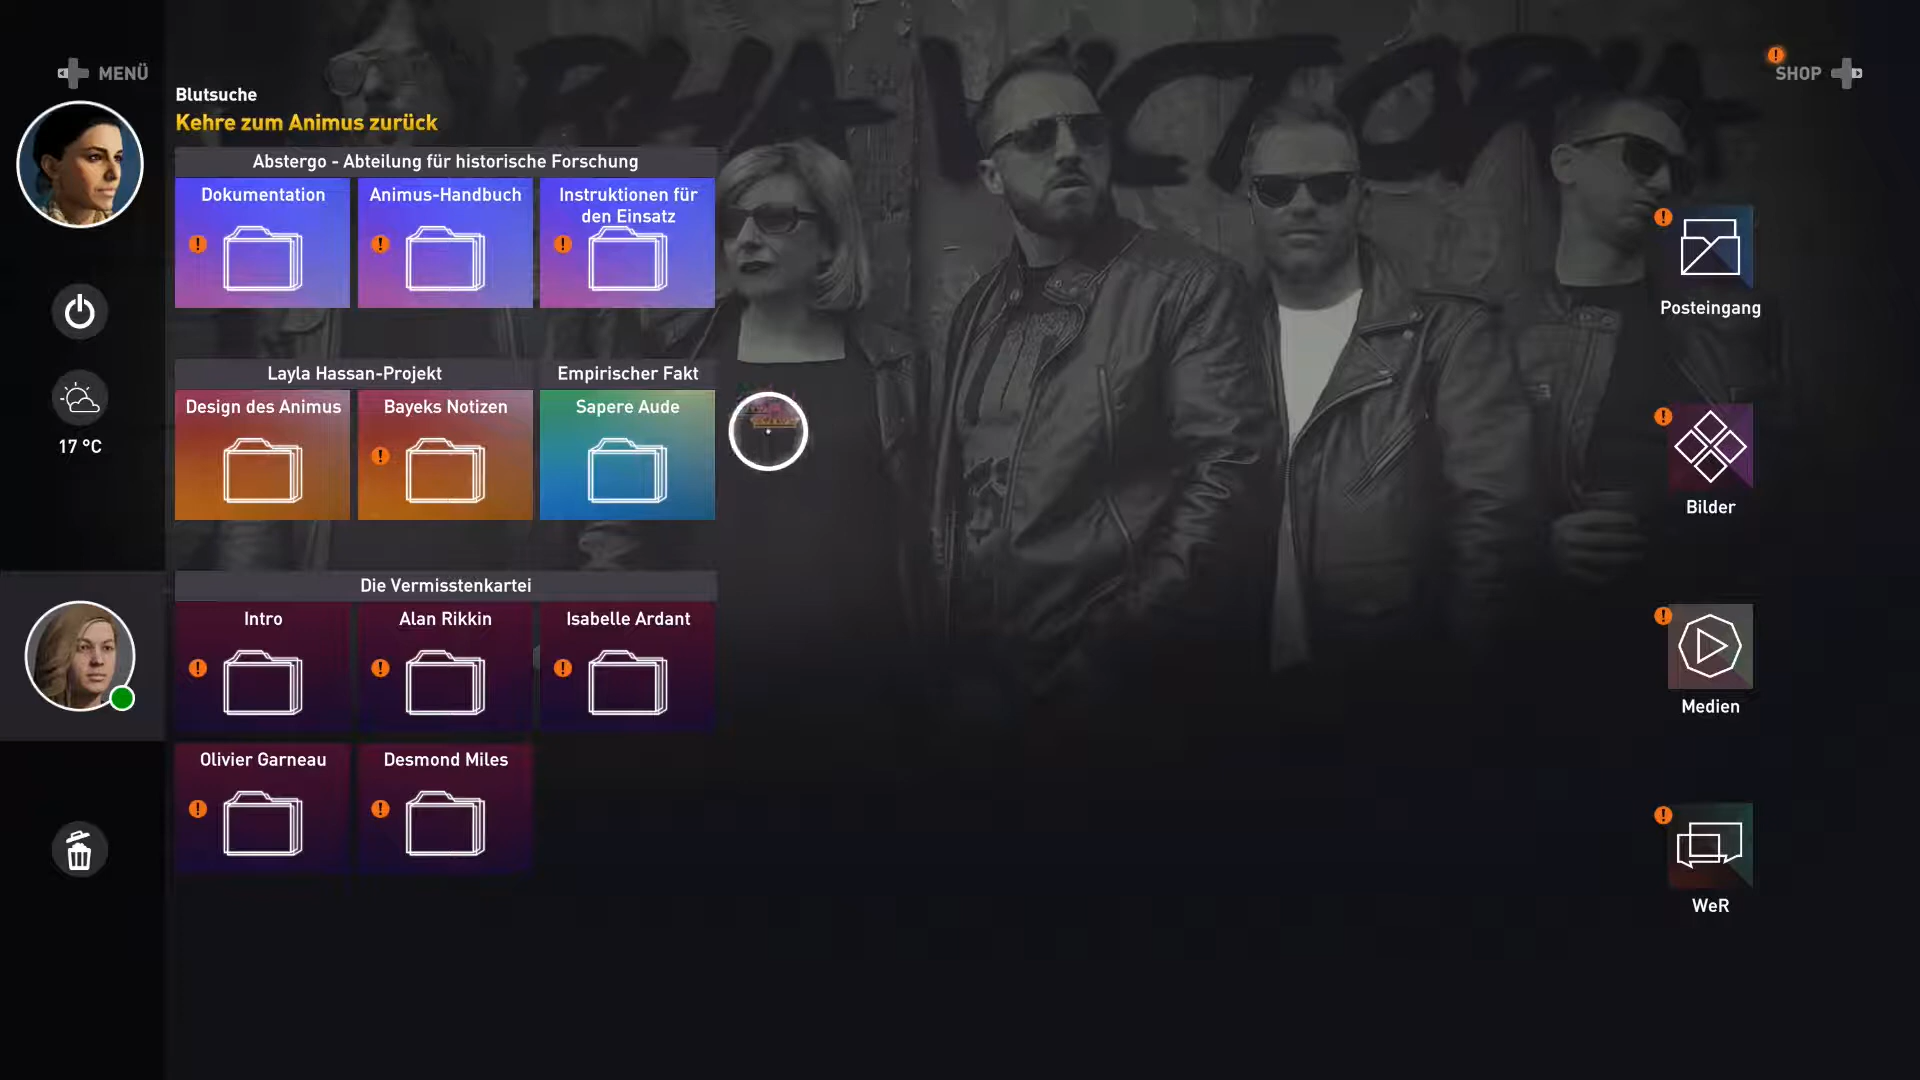 MENÜ
SHOP
Blutsuche
Kehre zum Animus zurück
Abstergo - Abteilung für historische Forschung
Dokumentation
Animus-Handbuch
Instruktionen für
den Einsatz
Posteingang
Layla Hassan-Projekt
Empirischer Fakt
Design des Animus
Bayeks Notizen
Sapere Aude
17 °C
Bilder
Die Vermisstenkartei
Intro
Alan Rikkin
Isabelle Ardant
Medien
Olivier Garneau
Desmond Miles
WeR